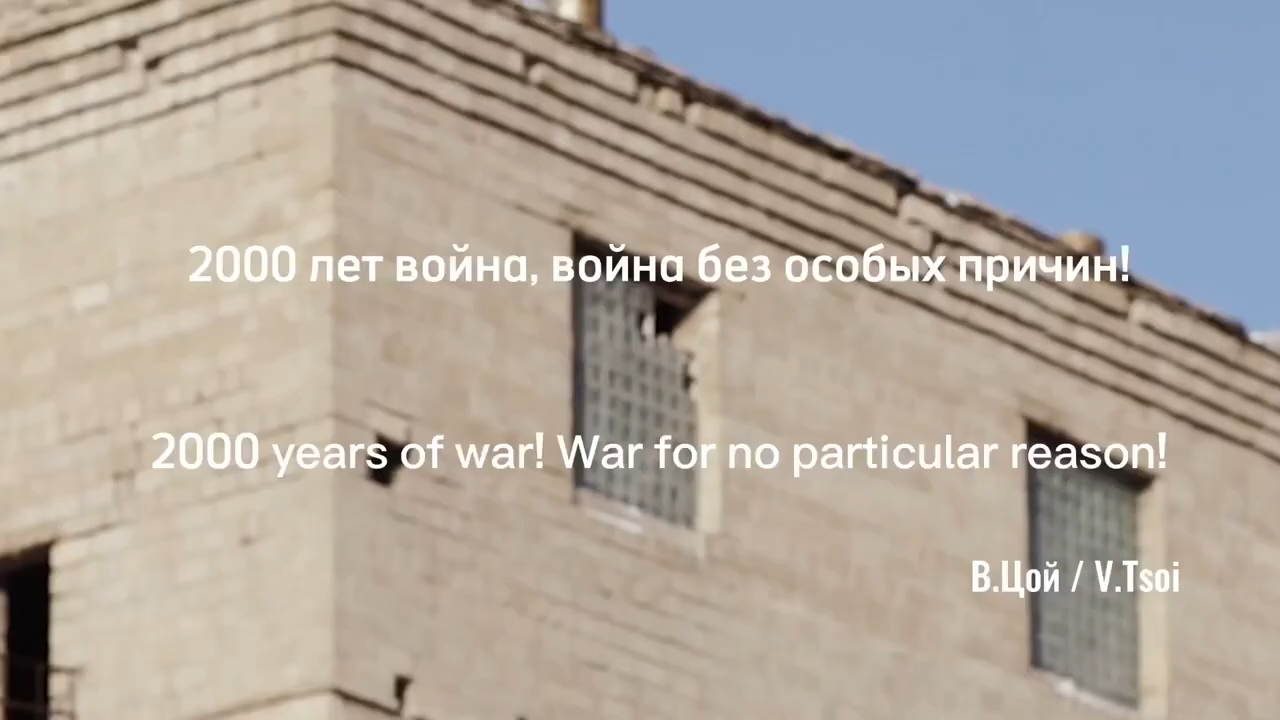 2000 лет война, война без особых причин!
2000 years of war! War for no particular reason!
В.Цой / V.Tsoi